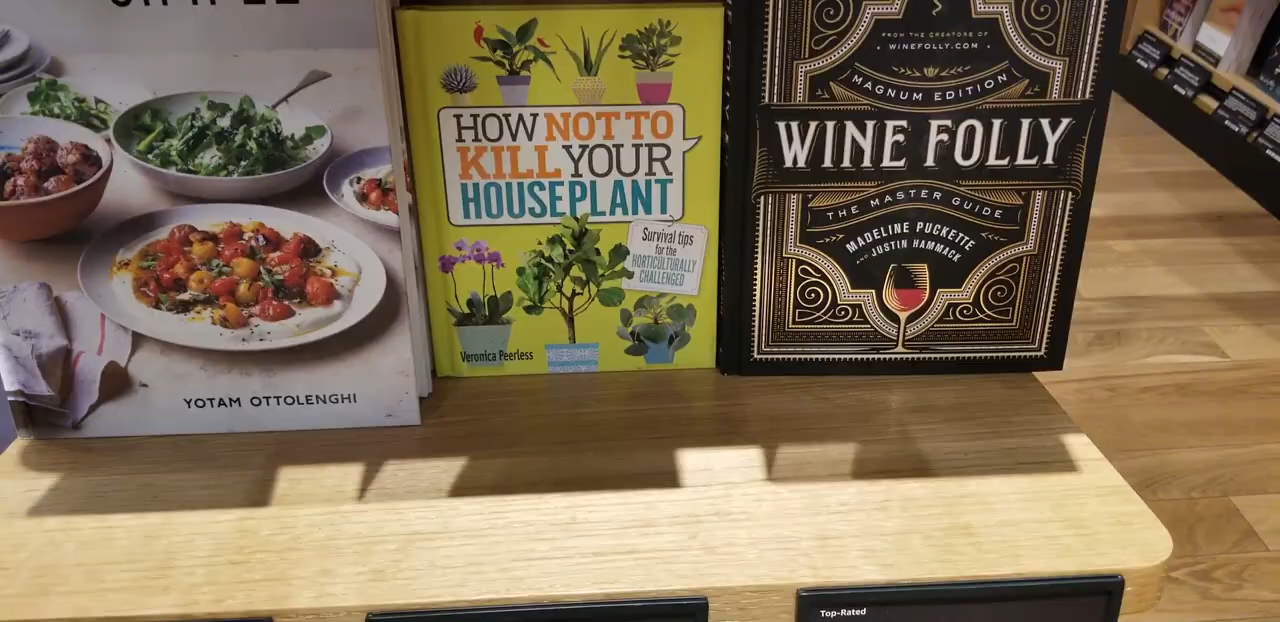 YOTAM OTTOLENGHI
HOW NOT TO
KILL YOUR
HOUSEPLANT
Survival tips
for the
HORTICULTURALLY
CHALLENGED
Veronica Peerless
FROM THE CREATORS OF
WINEFOLLY.COM
MAGNUM EDITION
WINE FOLLY
THE MASTER GUIDE
MADELINE PUCKETTE
AND JUSTIN HAMMACK
Top-Rated